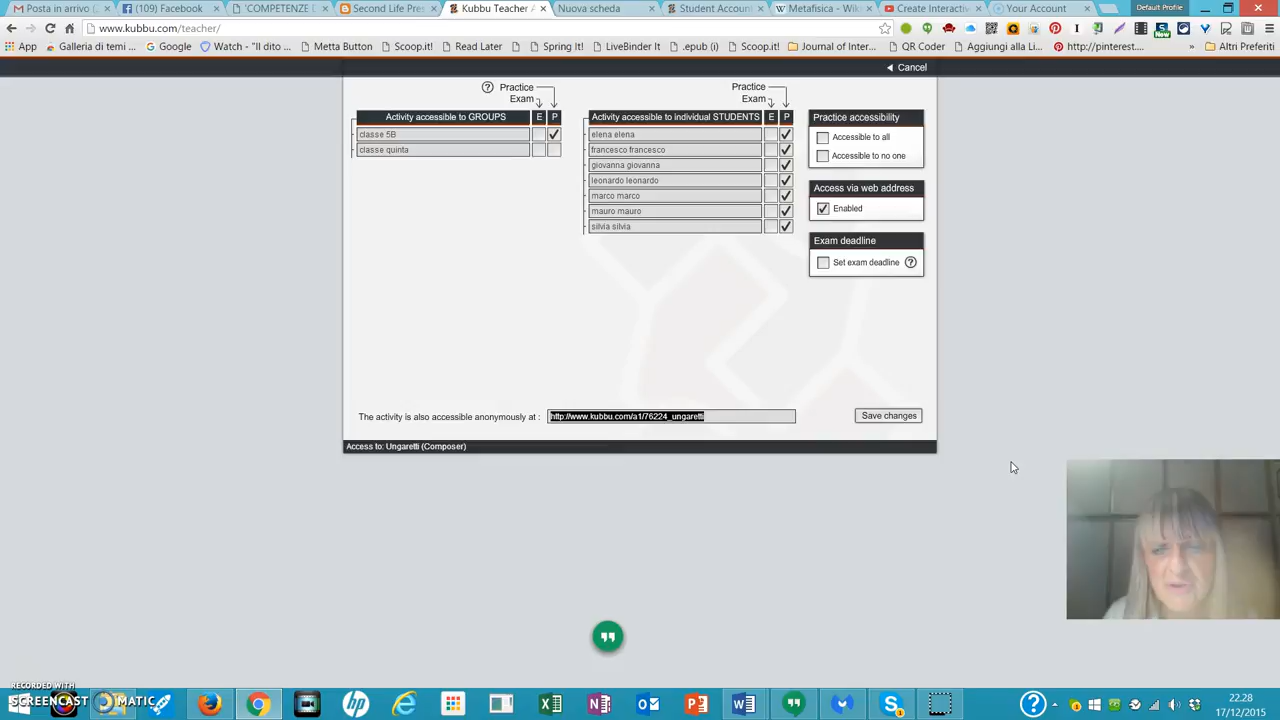 Posta in arrivo (
(109) Facebook
'COMPETENZE D
Second Life Pres
Kubbu Teacher A
Nuova scheda
Student Account
Metafisica - Wiki
Create Interactiv
Your Account
Default Profile
www.kubbu.com/teacher/
App
Galleria di temi ...
Google
Watch - "Il dito ...
Metta Button
Scoop.it!
Read Later
Spring It!
LiveBinder It
.epub (i)
Scoop.it!
Journal of Inter...
QR Coder
Aggiungi alla Li...
http://pinterest....
Altri Preferiti
Cancel
Practice
Exam
Activity accessible to GROUPS E P
classe 5B
classe quinta
Practice
Exam
Activity accessible to individual STUDENTS E P
elena elena
francesco francesco
giovanna giovanna
leonardo leonardo
marco marco
mauro mauro
silvia silvia
Practice accessibility
Accessible to all
Accessible to no one
Access via web address
Enabled
Exam deadline
Set exam deadline
The activity is also accessible anonymously at :
http://www.kubbu.com/a1/76224_ungaretti
Save changes
Access to: Ungaretti (Composer)
RECORDED WITH
SCREENCAST MATIC
22.28
17/12/2015